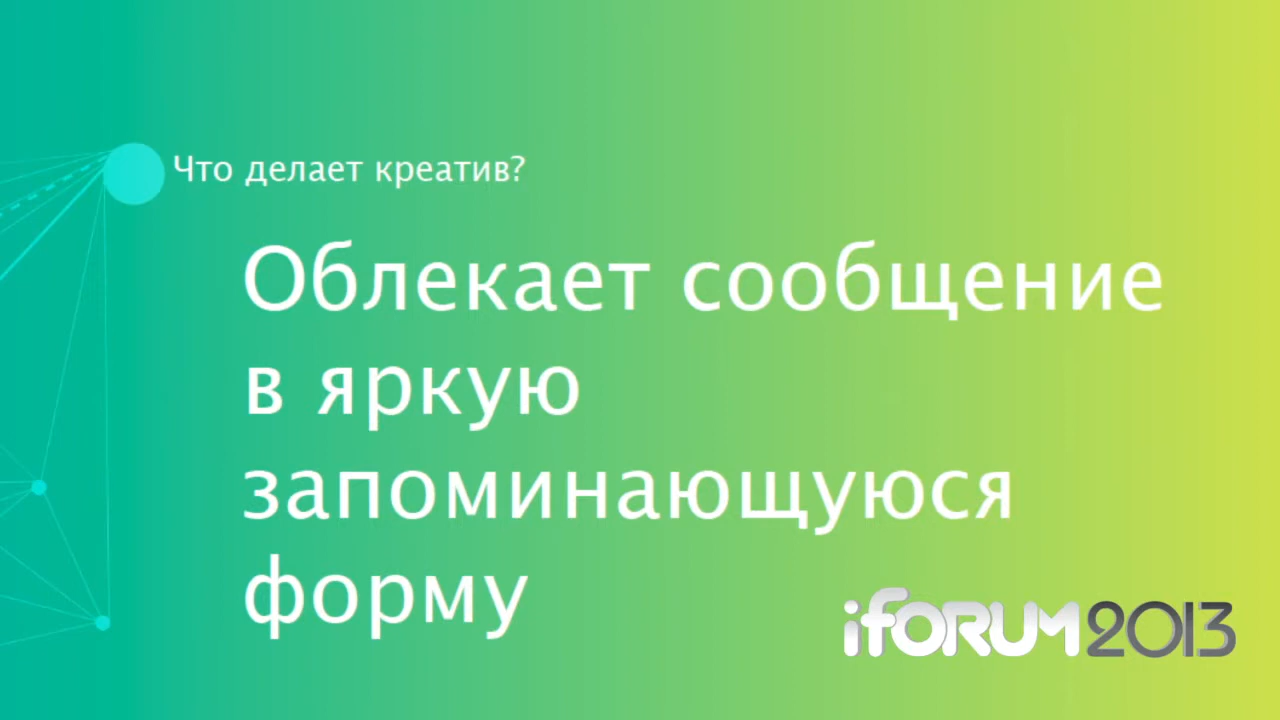 Что делает креатив?
Облекает сообщение
в яркую
запоминающуюся
форму
iFORUM2013